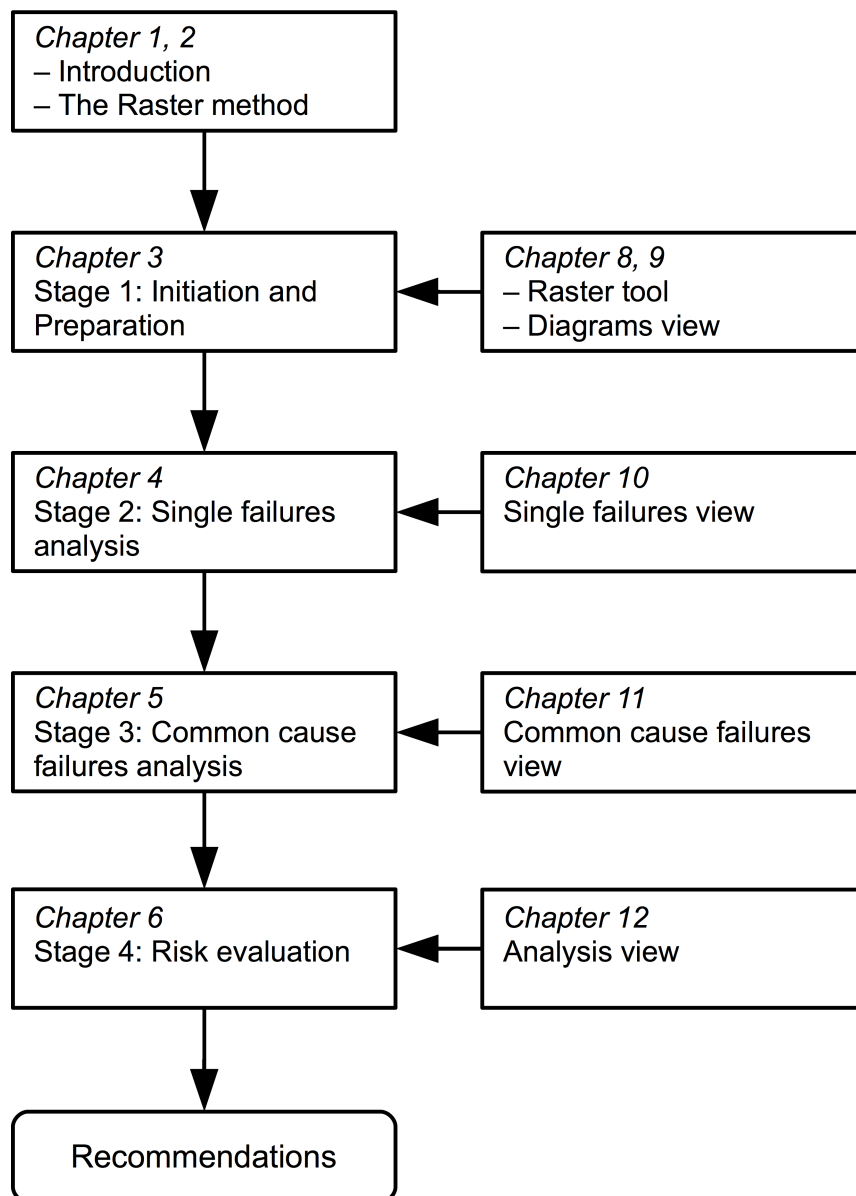 Chapter 1, 2
– Introduction
– The Raster method
Chapter 3
Stage 1: Initiation and
Preparation
Chapter 8, 9
– Raster tool
– Diagrams view
Chapter 4
Stage 2: Single failures
analysis
Chapter 10
Single failures view
Chapter 5
Stage 3: Common cause
failures analysis
Chapter 11
Common cause failures
view
Chapter 6
Stage 4: Risk evaluation
Chapter 12
Analysis view
Recommendations